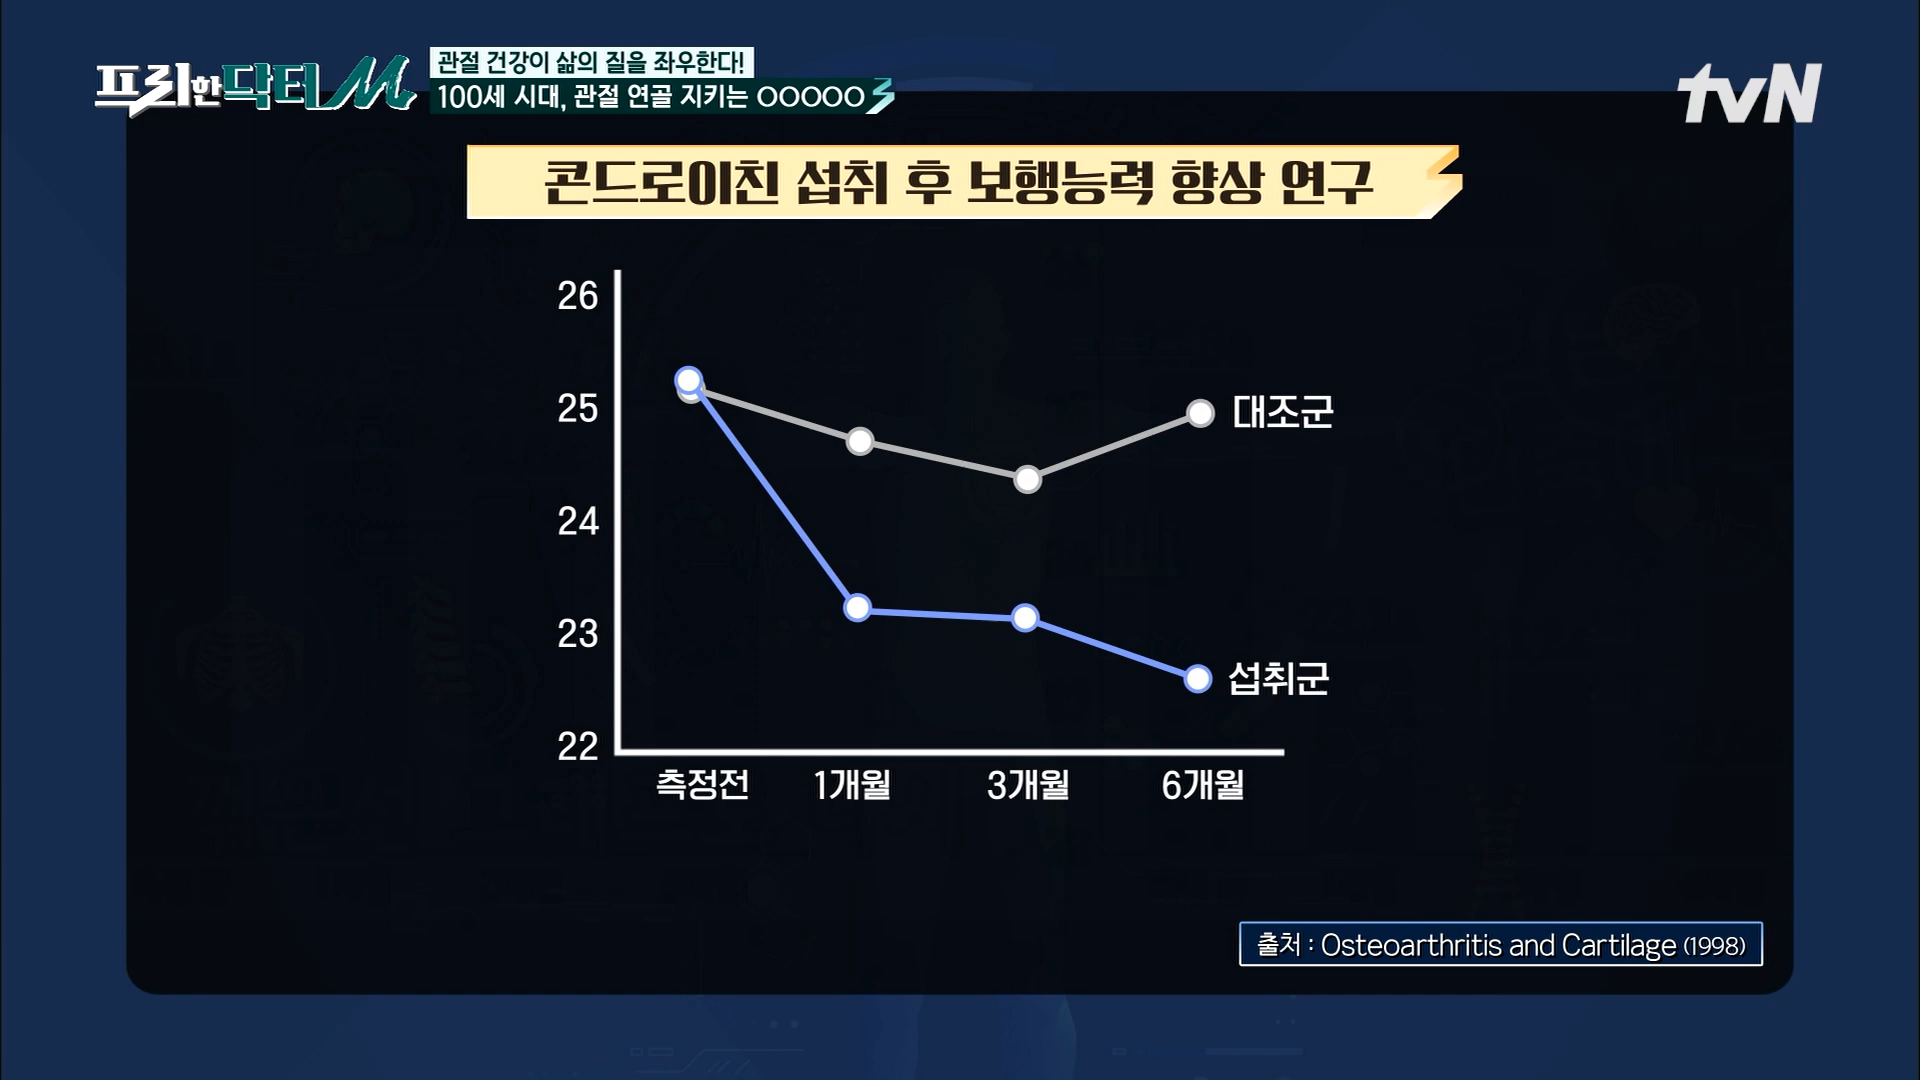 프리한닥터M
관절 건강이 삶의 질을 좌우한다!
100세 시대, 관절 연골 지키는 OOOOO
tvN
콘드로이친 섭취 후 보행능력 향상 연구
26
25
24
23
22
대조군
섭취군
측정전 1개월 3개월 6개월
출처 : Osteoarthritis and Cartilage (1998)